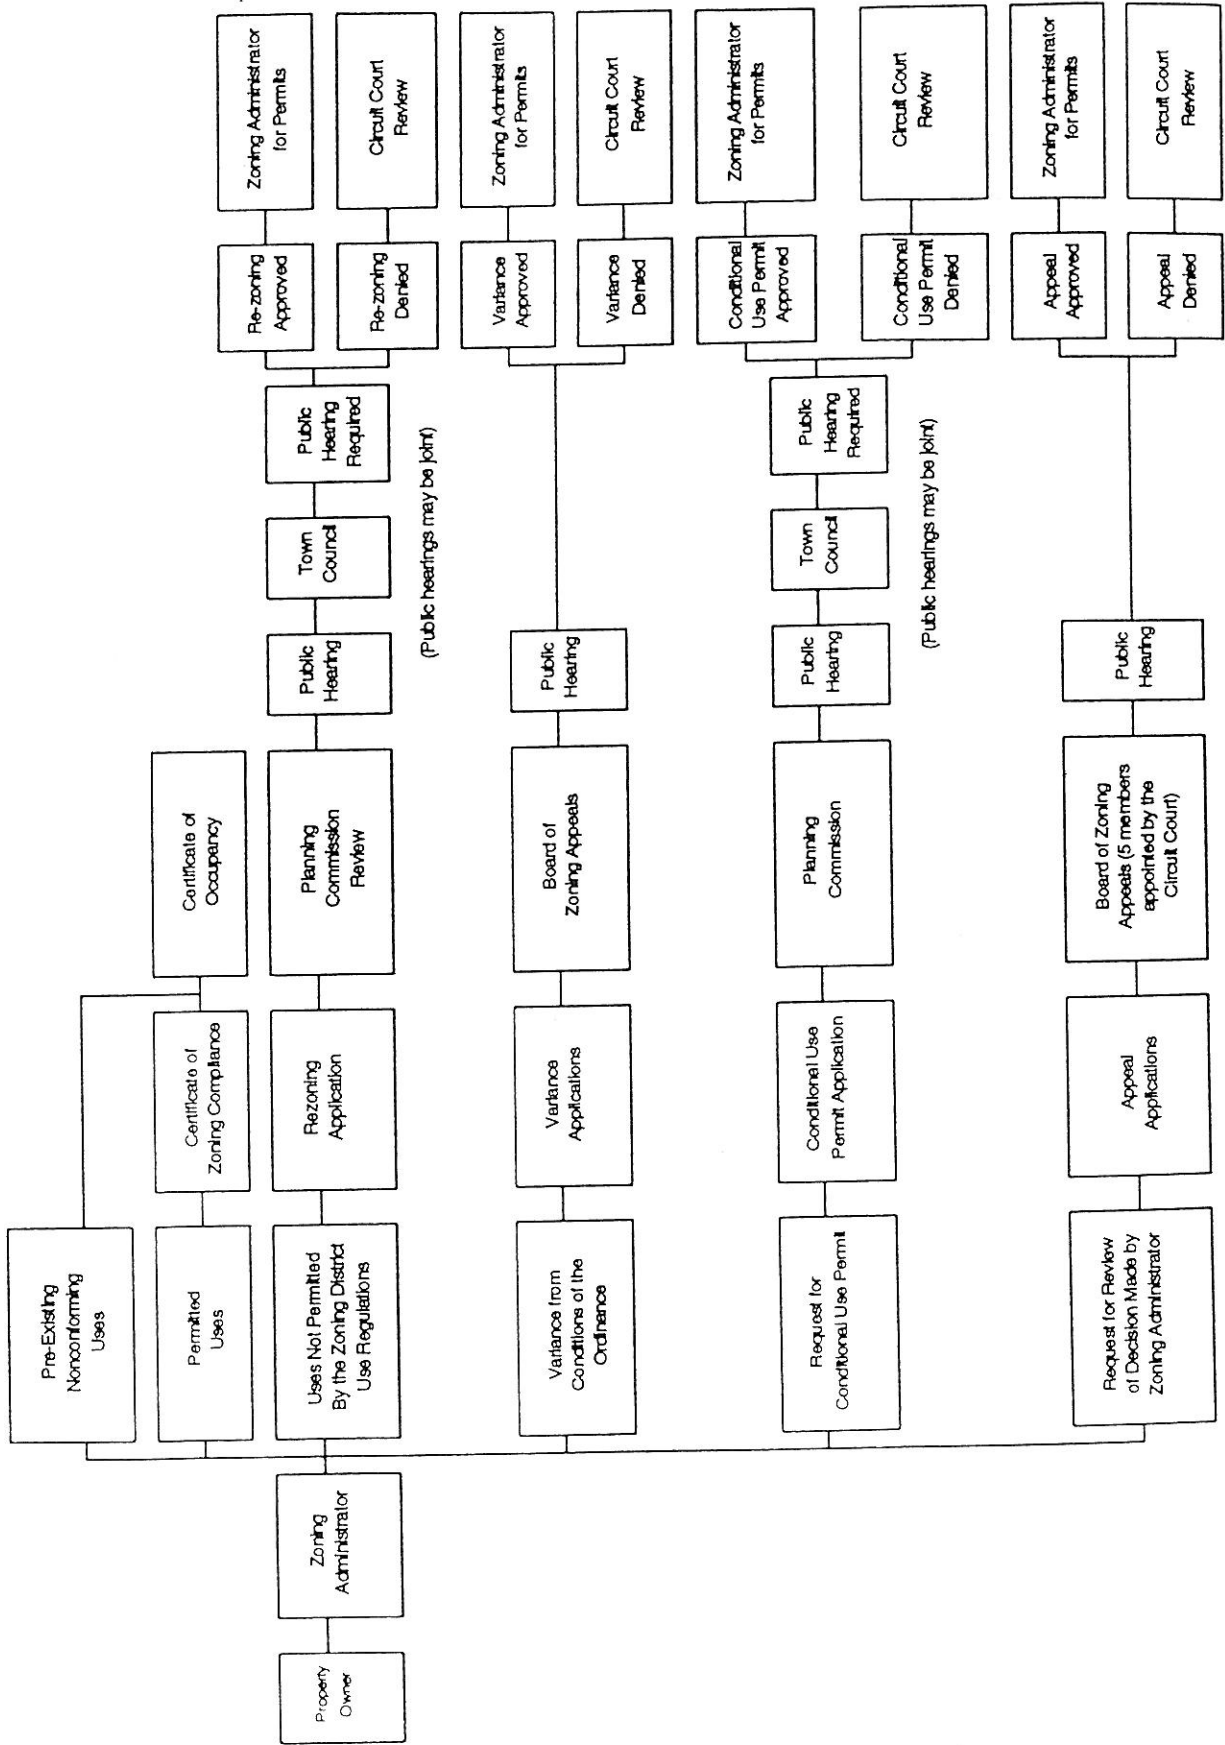 Property
Owner
Zoning
Administrator
Pre-Existing
Nonconforming
Uses
Permitted
Uses
Certificate of
Zoning Compliance
Certificate of
Occupancy
Uses Not Permitted
By the Zoning District
Use Regulations
Rezoning
Application
Planning
Commission
Review
Public
Hearing
Town
Council
Public
Hearing
Required
(Public hearings may be joint)
Re-zoning
Approved
Zoning Administrator
for Permits
Re-zoning
Denied
Circuit Court
Review
Variance from
Conditions of the
Ordinance
Variance
Applications
Board of
Zoning Appeals
Public
Hearing
Variance
Approved
Zoning Administrator
for Permits
Variance
Denied
Circuit Court
Review
Request for
Conditional Use Permit
Conditional Use
Permit Application
Planning
Commission
Public
Hearing
Town
Council
Public
Hearing
Required
(Public hearings may be joint)
Conditional
Use Permit
Approved
Zoning Administrator
for Permits
Conditional
Use Permit
Denied
Circuit Court
Review
Request for Review
of Decision Made by
Zoning Administrator
Appeal
Applications
Board of Zoning
Appeals (5 members
appointed by the
Circuit Court)
Public
Hearing
Appeal
Approved
Zoning Administrator
for Permits
Appeal
Denied
Circuit Court
Review